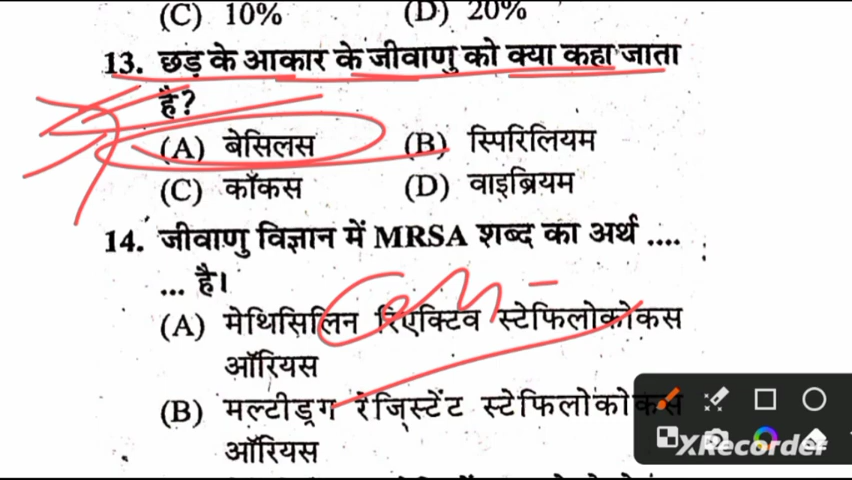 (C) 10% (D) 20%
13. छड़ के आकार के जीवाणु को क्या कहा जाता
है?
(A) बेसिलस (B) स्पिरिलियम
(C) कॉकस (D) वाइब्रियम
14. जीवाणु विज्ञान में MRSA शब्द का अर्थ ....
... है।
(A) मेथिसिलिन रिएक्टिव स्टेफिलोकोकस
ऑरियस
(B) मल्टीड्रग रेजिस्टेंट स्टेफिलोकोकस
ऑरियस
XRecorder